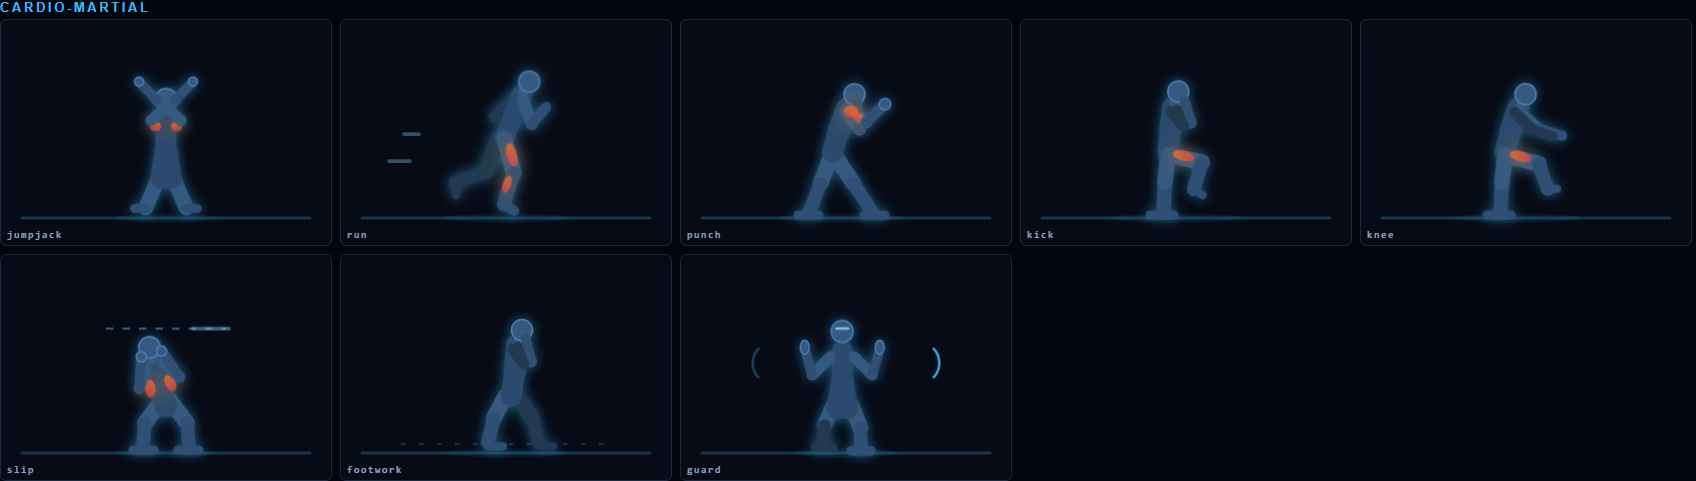 CARDIO-MARTIAL
jumpjack
run
punch
kick
knee
slip
footwork
guard